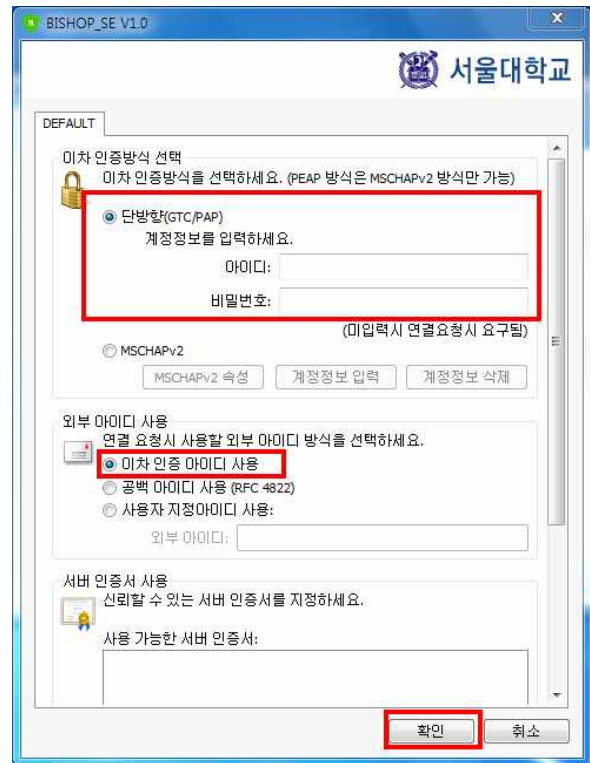 BISHOP_SE V1.0
서울대학교
DEFAULT
이차 인증방식 선택
이차 인증방식을 선택하세요. (PEAP 방식은 MSCHAPv2 방식만 가능)
단방향(GTC/PAP)
계정정보를 입력하세요.
아이디:
비밀번호:
(미입력시 연결요청시 요구됨)
MSCHAPv2
MSCHAPv2 속성 계정정보 입력 계정정보 삭제
외부 아이디 사용
연결 요청시 사용할 외부 아이디 방식을 선택하세요.
이차 인증 아이디 사용
공백 아이디 사용 (RFC 4822)
사용자 지정아이디 사용:
외부 아이디:
서버 인증서 사용
신뢰할 수 있는 서버 인증서를 지정하세요.
사용 가능한 서버 인증서:
확인 취소